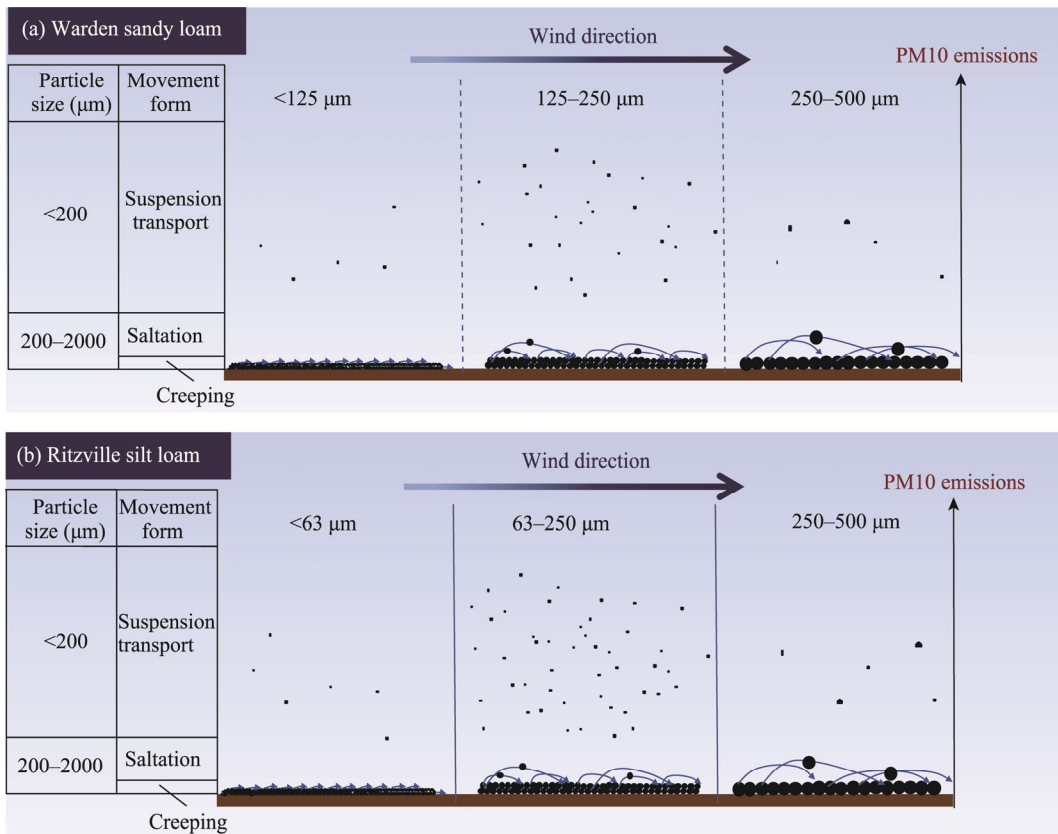 (a) Warden sandy loam
Wind direction
PM10 emissions
Particle
size (μm)
Movement
form
<125 μm
125–250 μm
250–500 μm
<200
Suspension
transport
200–2000
Saltation
Creeping
(b) Ritzville silt loam
Wind direction
PM10 emissions
Particle
size (μm)
Movement
form
<63 μm
63–250 μm
250–500 μm
<200
Suspension
transport
200–2000
Saltation
Creeping